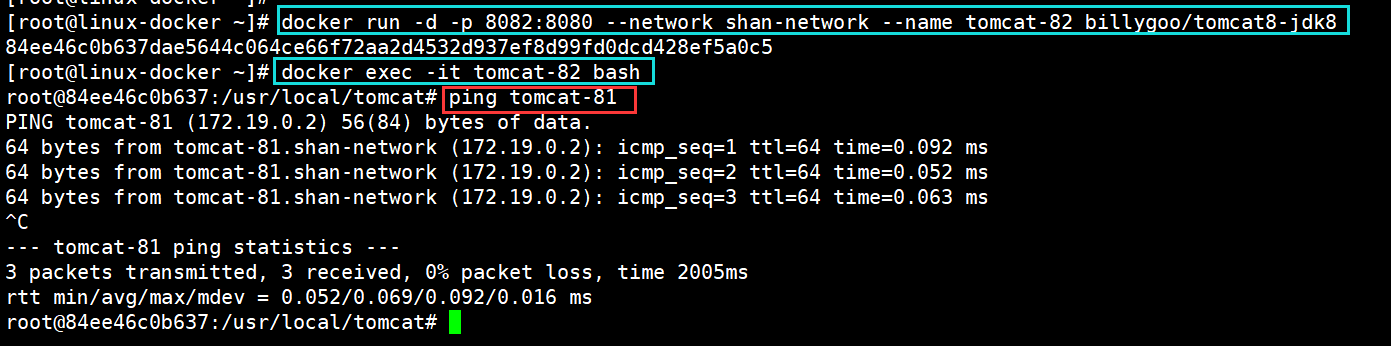 [root@linux-docker ~]#
[root@linux-docker ~]# docker run -d -p 8082:8080 --network shan-network --name tomcat-82 billygoo/tomcat8-jdk8
84ee46c0b637dae5644c064ce66f72aa2d4532d937ef8d99fd0dcd428ef5a0c5
[root@linux-docker ~]# docker exec -it tomcat-82 bash
root@84ee46c0b637:/usr/local/tomcat# ping tomcat-81
PING tomcat-81 (172.19.0.2) 56(84) bytes of data.
64 bytes from tomcat-81.shan-network (172.19.0.2): icmp_seq=1 ttl=64 time=0.092 ms
64 bytes from tomcat-81.shan-network (172.19.0.2): icmp_seq=2 ttl=64 time=0.052 ms
64 bytes from tomcat-81.shan-network (172.19.0.2): icmp_seq=3 ttl=64 time=0.063 ms
^C
--- tomcat-81 ping statistics ---
3 packets transmitted, 3 received, 0% packet loss, time 2005ms
rtt min/avg/max/mdev = 0.052/0.069/0.092/0.016 ms
root@84ee46c0b637:/usr/local/tomcat#